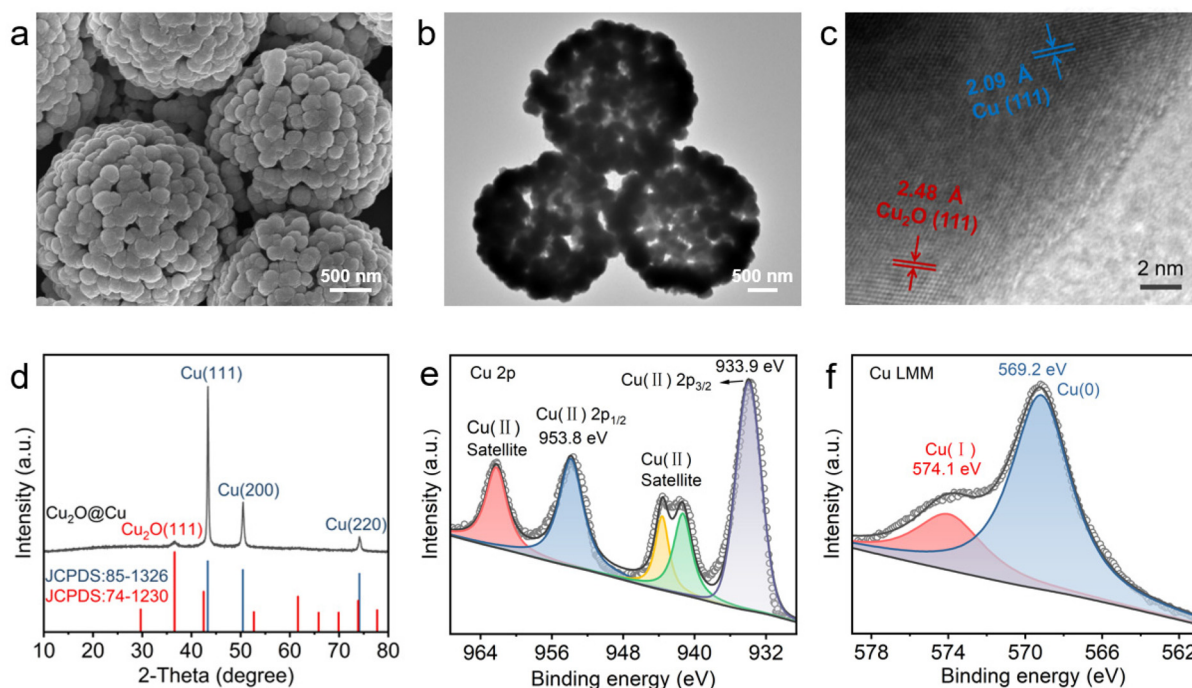 a
500 nm
b
500 nm
c
2.09 Å
Cu (111)
2.48 Å
Cu₂O (111)
2 nm
d
Cu(111)
Cu(200)
Cu₂O@Cu
Cu₂O(111)
Cu(220)
JCPDS:85-1326
JCPDS:74-1230
10 20 30 40 50 60 70 80
2-Theta (degree)
Intensity (a.u.)
e
Cu 2p
933.9 eV
Cu(Ⅱ) 2p₃/₂
Cu(Ⅱ) 2p₁/₂
953.8 eV
Cu(Ⅱ)
Satellite
Cu(Ⅱ)
Satellite
964 956 948 940 932
Binding energy (eV)
Intensity (a.u.)
f
Cu LMM
569.2 eV
Cu(0)
Cu(Ⅰ)
574.1 eV
578 574 570 566 562
Binding energy (eV)
Intensity (a.u.)